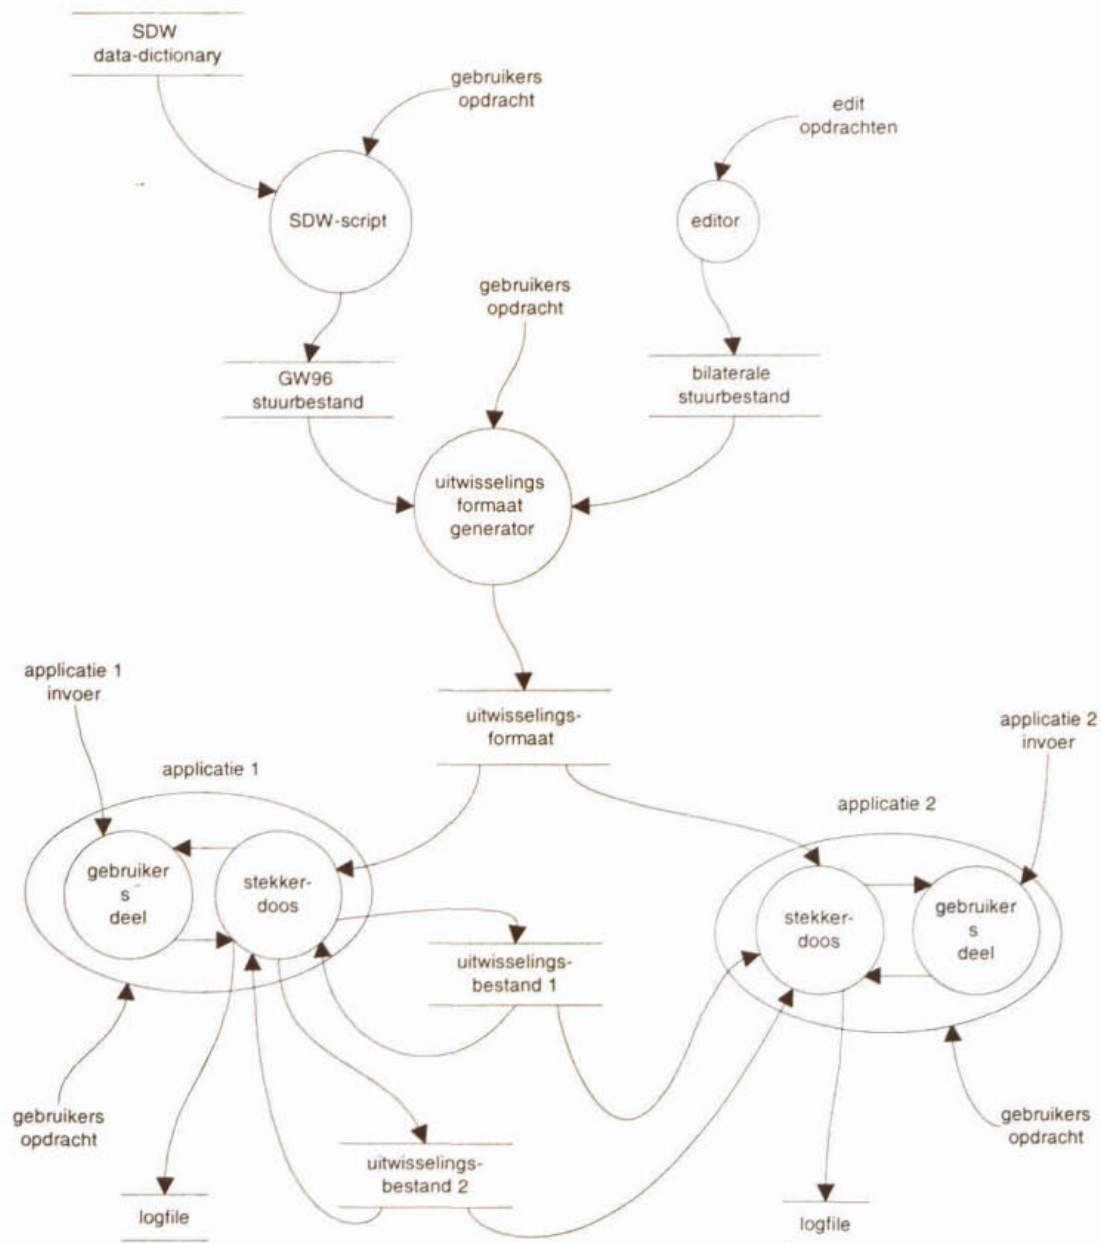 SDW
data-dictionary
gebruikers
opdracht
edit
opdrachten
SDW-script
editor
gebruikers
opdracht
GW96
stuurbestand
bilaterale
stuurbestand
uitwisselings
formaat
generator
applicatie 1
invoer
uitwisselings-
formaat
applicatie 2
invoer
applicatie 1
applicatie 2
gebruiker
s
deel
stekker-
doos
stekker-
doos
gebruiker
s
deel
uitwisselings-
bestand 1
gebruikers
opdracht
gebruikers
opdracht
uitwisselings-
bestand 2
logfile
logfile